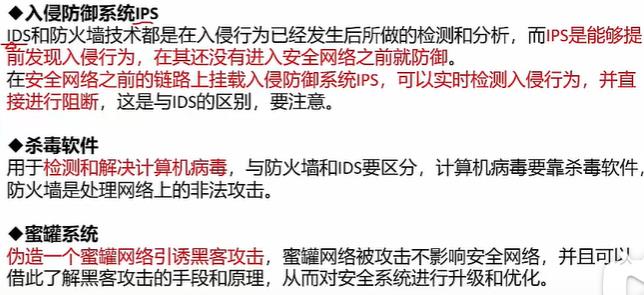 ◆入侵防御系统IPS
IDS和防火墙技术都是在入侵行为已经发生后所做的检测和分析，而IPS是能够提
前发现入侵行为，在其还没有进入安全网络之前就防御。
在安全网络之前的链路上挂载入侵防御系统IPS，可以实时检测入侵行为，并直
接进行阻断，这是与IDS的区别，要注意。
◆杀毒软件
用于检测和解决计算机病毒，与防火墙和IDS要区分，计算机病毒要靠杀毒软件，
防火墙是处理网络上的非法攻击。
◆蜜罐系统
伪造一个蜜罐网络引诱黑客攻击，蜜罐网络被攻击不影响安全网络，并且可以
借此了解黑客攻击的手段和原理，从而对安全系统进行升级和优化。